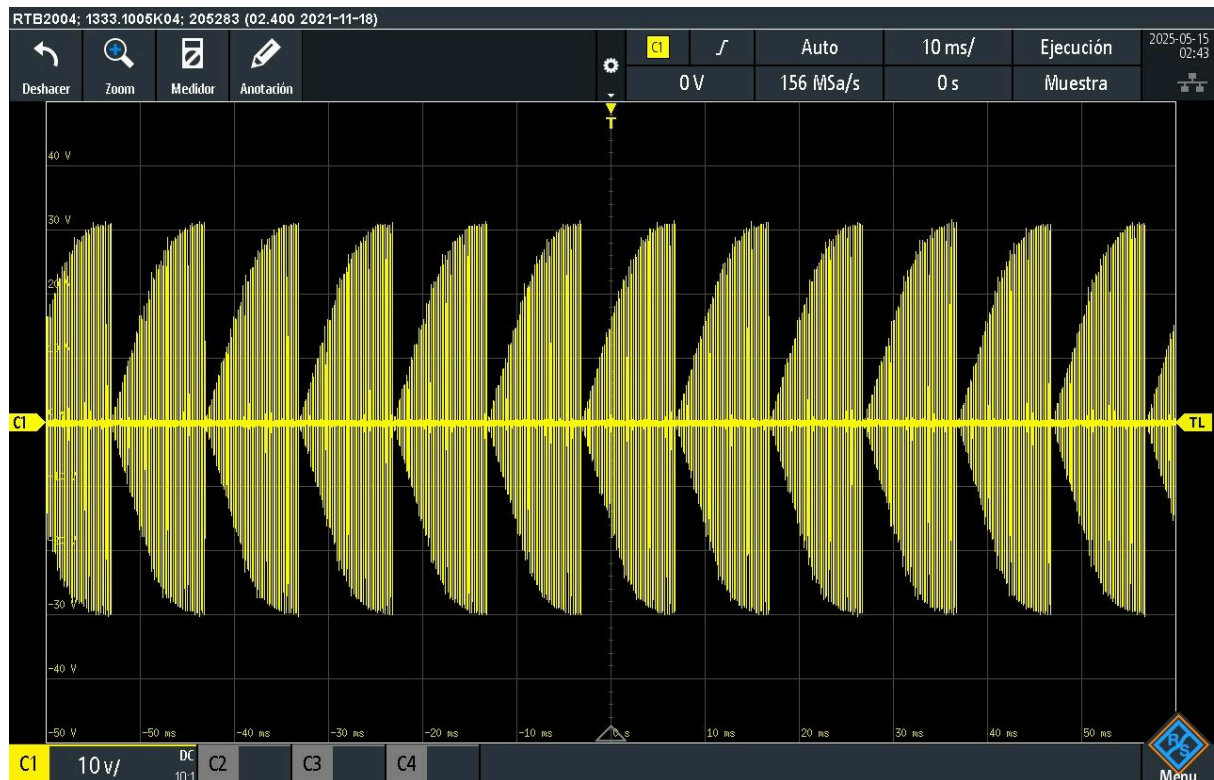 RTB2004; 1333.1005K04; 205283 (02.400 2021-11-18)
Deshacer Zoom Medidor Anotación
C1 Auto 10 ms/ Ejecución
0 V 156 MSa/s 0 s Muestra
2025-05-15
02:43
T
40 V
30 V
C1 TL
-30 V
-40 V
-50 V -50 ms -40 ms -30 ms -20 ms -10 ms 0 s 10 ms 20 ms 30 ms 40 ms 50 ms
C1 10 V/ DC 10:1 C2 C3 C4
R&S
Menu